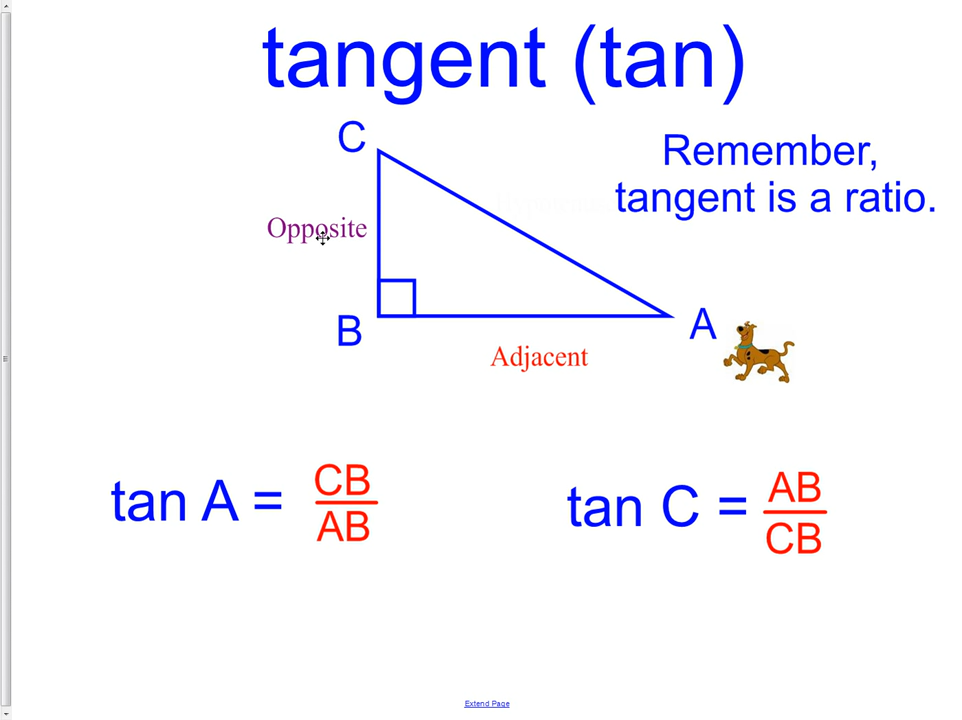 tangent (tan)
C
Remember,
tangent is a ratio.
Opposite
B
A
Adjacent
tan A = CB
AB
tan C = AB
CB
Extend Page